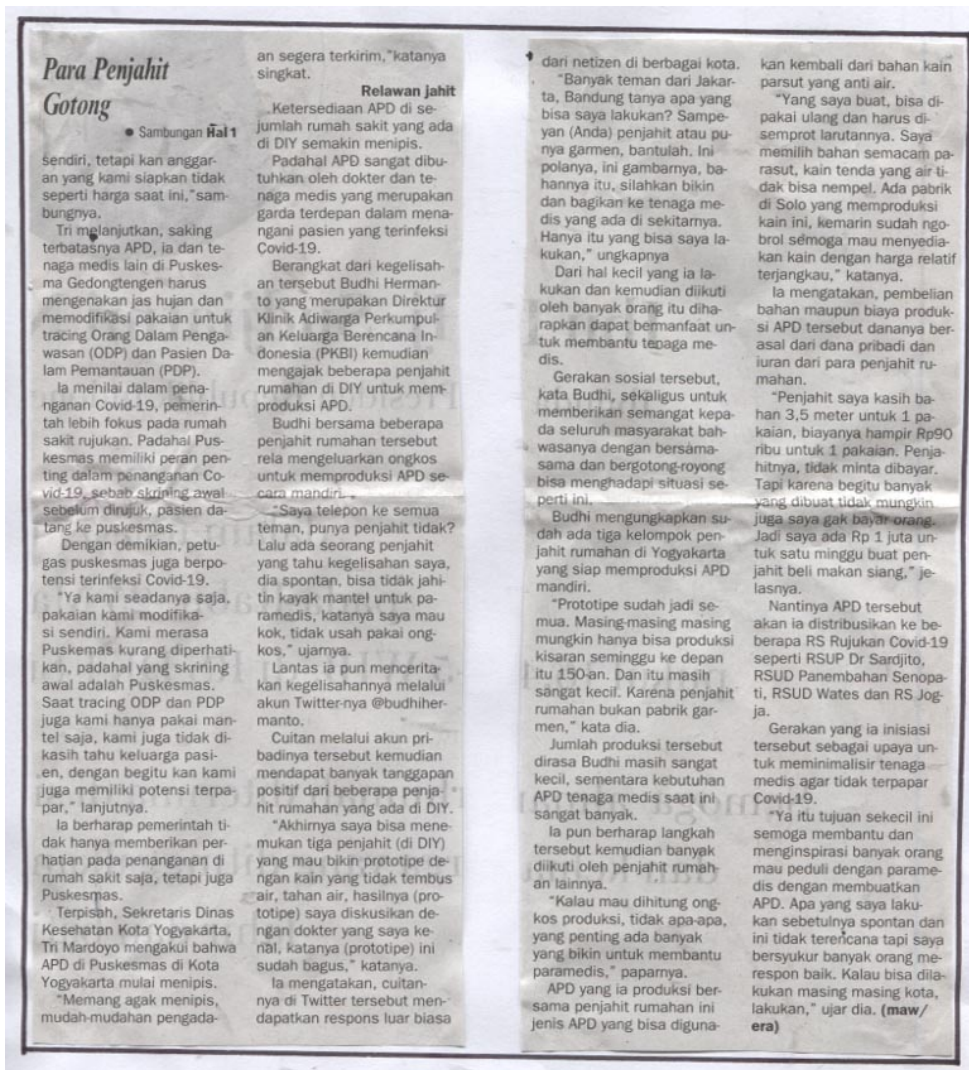 Para Penjahit
Gotong
● Sambungan Hal 1
sendiri, tetapi kan anggar-
an yang kami siapkan tidak
seperti harga saat ini,"sam-
bungnya.
Tri melanjutkan, saking
terbatasnya APD, ia dan te-
naga medis lain di Puskes-
ma Gedongtengen harus
mengenakan jas hujan dan
memodifikasi pakaian untuk
tracing Orang Dalam Penga-
wasan (ODP) dan Pasien Da-
lam Pemantauan (PDP).
Ia menilai dalam pena-
nganan Covid-19, pemerin-
tah lebih fokus pada rumah
sakit rujukan. Padahal Pus-
kesmas memiliki peran pen-
ting dalam penanganan Co-
vid-19, sebab skrining awal
sebelum dirujuk, pasien da-
tang ke puskesmas.
Dengan demikian, petu-
gas puskesmas juga berpo-
tensi terinfeksi Covid-19.
"Ya kami seadanya saja,
pakaian kami modifika-
si sendiri. Kami merasa
Puskemas kurang diperhati-
kan, padahal yang skrining
awal adalah Puskesmas.
Saat tracing ODP dan PDP
juga kami hanya pakai man-
tel saja, kami juga tidak di-
kasih tahu keluarga pasi-
en, dengan begitu kan kami
juga memiliki potensi terpa-
par," lanjutnya.
Ia berharap pemerintah ti-
dak hanya memberikan per-
hatian pada penanganan di
rumah sakit saja, tetapi juga
Puskesmas.
Terpisah, Sekretaris Dinas
Kesehatan Kota Yogyakarta,
Tri Mardoyo mengakui bahwa
APD di Puskesmas di Kota
Yogyakarta mulai menipis.
"Memang agak menipis,
mudah-mudahan pengada-
an segera terkirim,"katanya
singkat.
Relawan jahit
Ketersediaan APD di se-
jumlah rumah sakit yang ada
di DIY semakin menipis.
Padahal APD sangat dibu-
tuhkan oleh dokter dan te-
naga medis yang merupakan
garda terdepan dalam mena-
ngani pasien yang terinfeksi
Covid-19.
Berangkat dari kegelisah-
an tersebut Budhi Herman-
to yang merupakan Direktur
Klinik Adiwarga Perkumpul-
an Keluarga Berencana In-
donesia (PKBI) kemudian
mengajak beberapa penjahit
rumahan di DIY untuk mem-
produksi APD.
Budhi bersama beberapa
penjahit rumahan tersebut
rela mengeluarkan ongkos
untuk memproduksi APD se-
cara mandiri.
"Saya telepon ke semua
teman, punya penjahit tidak?
Lalu ada seorang penjahit
yang tahu kegelisahan saya,
dia spontan, bisa tidak jahi-
tin kayak mantel untuk pa-
ramedis, katanya saya mau
kok, tidak usah pakai ong-
kos," ujarnya.
Lantas ia pun mencerita-
kan kegelisahannya melalui
akun Twitter-nya @budhiher-
manto.
Cuitan melalui akun pri-
badinya tersebut kemudian
mendapat banyak tanggapan
positif dari beberapa penja-
hit rumahan yang ada di DIY.
"Akhirnya saya bisa mene-
mukan tiga penjahit (di DIY)
yang mau bikin prototipe de-
ngan kain yang tidak tembus
air, tahan air, hasilnya (pro-
totipe) saya diskusikan de-
ngan dokter yang saya ke-
nal, katanya (prototipe) ini
sudah bagus," katanya.
Ia mengatakan, cuitan-
nya di Twitter tersebut men-
dapatkan respons luar biasa
dari netizen di berbagai kota.
"Banyak teman dari Jakar-
ta, Bandung tanya apa yang
bisa saya lakukan? Sampe-
yan (Anda) penjahit atau pu-
nya garmen, bantulah. Ini
polanya, ini gambarnya, ba-
hannya itu, silahkan bikin
dan bagikan ke tenaga me-
dis yang ada di sekitarnya.
Hanya itu yang bisa saya la-
kukan," ungkapnya
Dari hal kecil yang ia la-
kukan dan kemudian diikuti
oleh banyak orang itu diha-
rapkan dapat bermanfaat un-
tuk membantu tenaga me-
dis.
Gerakan sosial tersebut,
kata Budhi, sekaligus untuk
memberikan semangat kepa-
da seluruh masyarakat bah-
wasanya dengan bersama-
sama dan bergotong-royong
bisa menghadapi situasi se-
perti ini.
Budhi mengungkapkan su-
dah ada tiga kelompok pen-
jahit rumahan di Yogyakarta
yang siap memproduksi APD
mandiri.
"Prototipe sudah jadi se-
mua. Masing-masing masing
mungkin hanya bisa produksi
kisaran seminggu ke depan
itu 150-an. Dan itu masih
sangat kecil. Karena penjahit
rumahan bukan pabrik gar-
men," kata dia.
Jumlah produksi tersebut
dirasa Budhi masih sangat
kecil, sementara kebutuhan
APD tenaga medis saat ini
sangat banyak.
Ia pun berharap langkah
tersebut kemudian banyak
diikuti oleh penjahit rumah-
an lainnya.
"Kalau mau dihitung ong-
kos produksi, tidak apa-apa,
yang penting ada banyak
yang bikin untuk membantu
paramedis," paparnya.
APD yang ia produksi ber-
sama penjahit rumahan ini
jenis APD yang bisa diguna-
kan kembali dari bahan kain
parsut yang anti air.
"Yang saya buat, bisa di-
pakai ulang dan harus di-
semprot larutannya. Saya
memilih bahan semacam pa-
rasut, kain tenda yang air ti-
dak bisa nempel. Ada pabrik
di Solo yang memproduksi
kain ini, kemarin sudah ngo-
brol semoga mau menyedia-
kan kain dengan harga relatif
terjangkau," katanya.
Ia mengatakan, pembelian
bahan maupun biaya produk-
si APD tersebut dananya ber-
asal dari dana pribadi dan
iuran dari para penjahit ru-
mahan.
"Penjahit saya kasih ba-
han 3,5 meter untuk 1 pa-
kaian, biayanya hampir Rp90
ribu untuk 1 pakaian. Penja-
hitnya, tidak minta dibayar.
Tapi karena begitu banyak
yang dibuat tidak mungkin
juga saya gak bayar orang.
Jadi saya ada Rp 1 juta un-
tuk satu minggu buat pen-
jahit beli makan siang," je-
lasnya.
Nantinya APD tersebut
akan ia distribusikan ke be-
berapa RS Rujukan Covid-19
seperti RSUP Dr Sardjito,
RSUD Panembahan Senopa-
ti, RSUD Wates dan RS Jog-
ja.
Gerakan yang ia inisiasi
tersebut sebagai upaya un-
tuk meminimalisir tenaga
medis agar tidak terpapar
Covid-19.
"Ya itu tujuan sekecil ini
semoga membantu dan
menginspirasi banyak orang
mau peduli dengan parame-
dis dengan membuatkan
APD. Apa yang saya laku-
kan sebetulnya spontan dan
ini tidak terencana tapi saya
bersyukur banyak orang me-
respon baik. Kalau bisa dila-
kukan masing masing kota,
lakukan," ujar dia. (maw/
era)